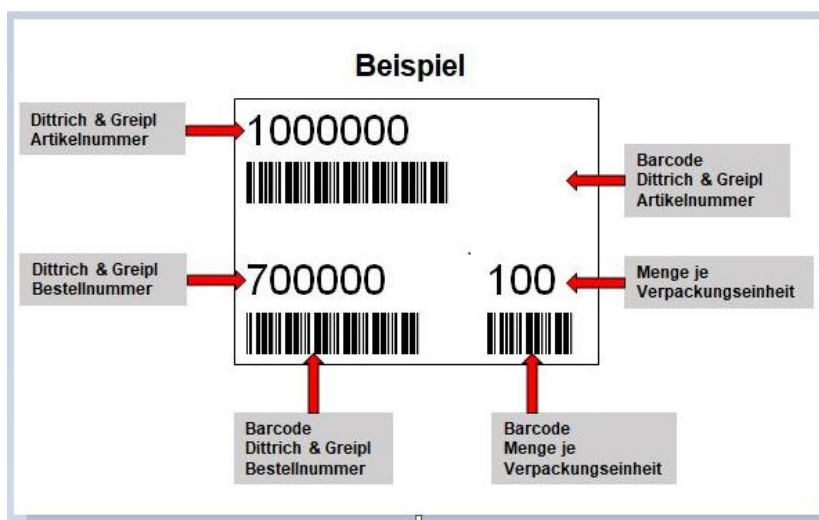 Beispiel
Dittrich & Greipl
Artikelnummer
1000000
Barcode
Dittrich & Greipl
Artikelnummer
Dittrich & Greipl
Bestellnummer
700000
100
Menge je
Verpackungseinheit
Barcode
Dittrich & Greipl
Bestellnummer
Barcode
Menge je
Verpackungseinheit